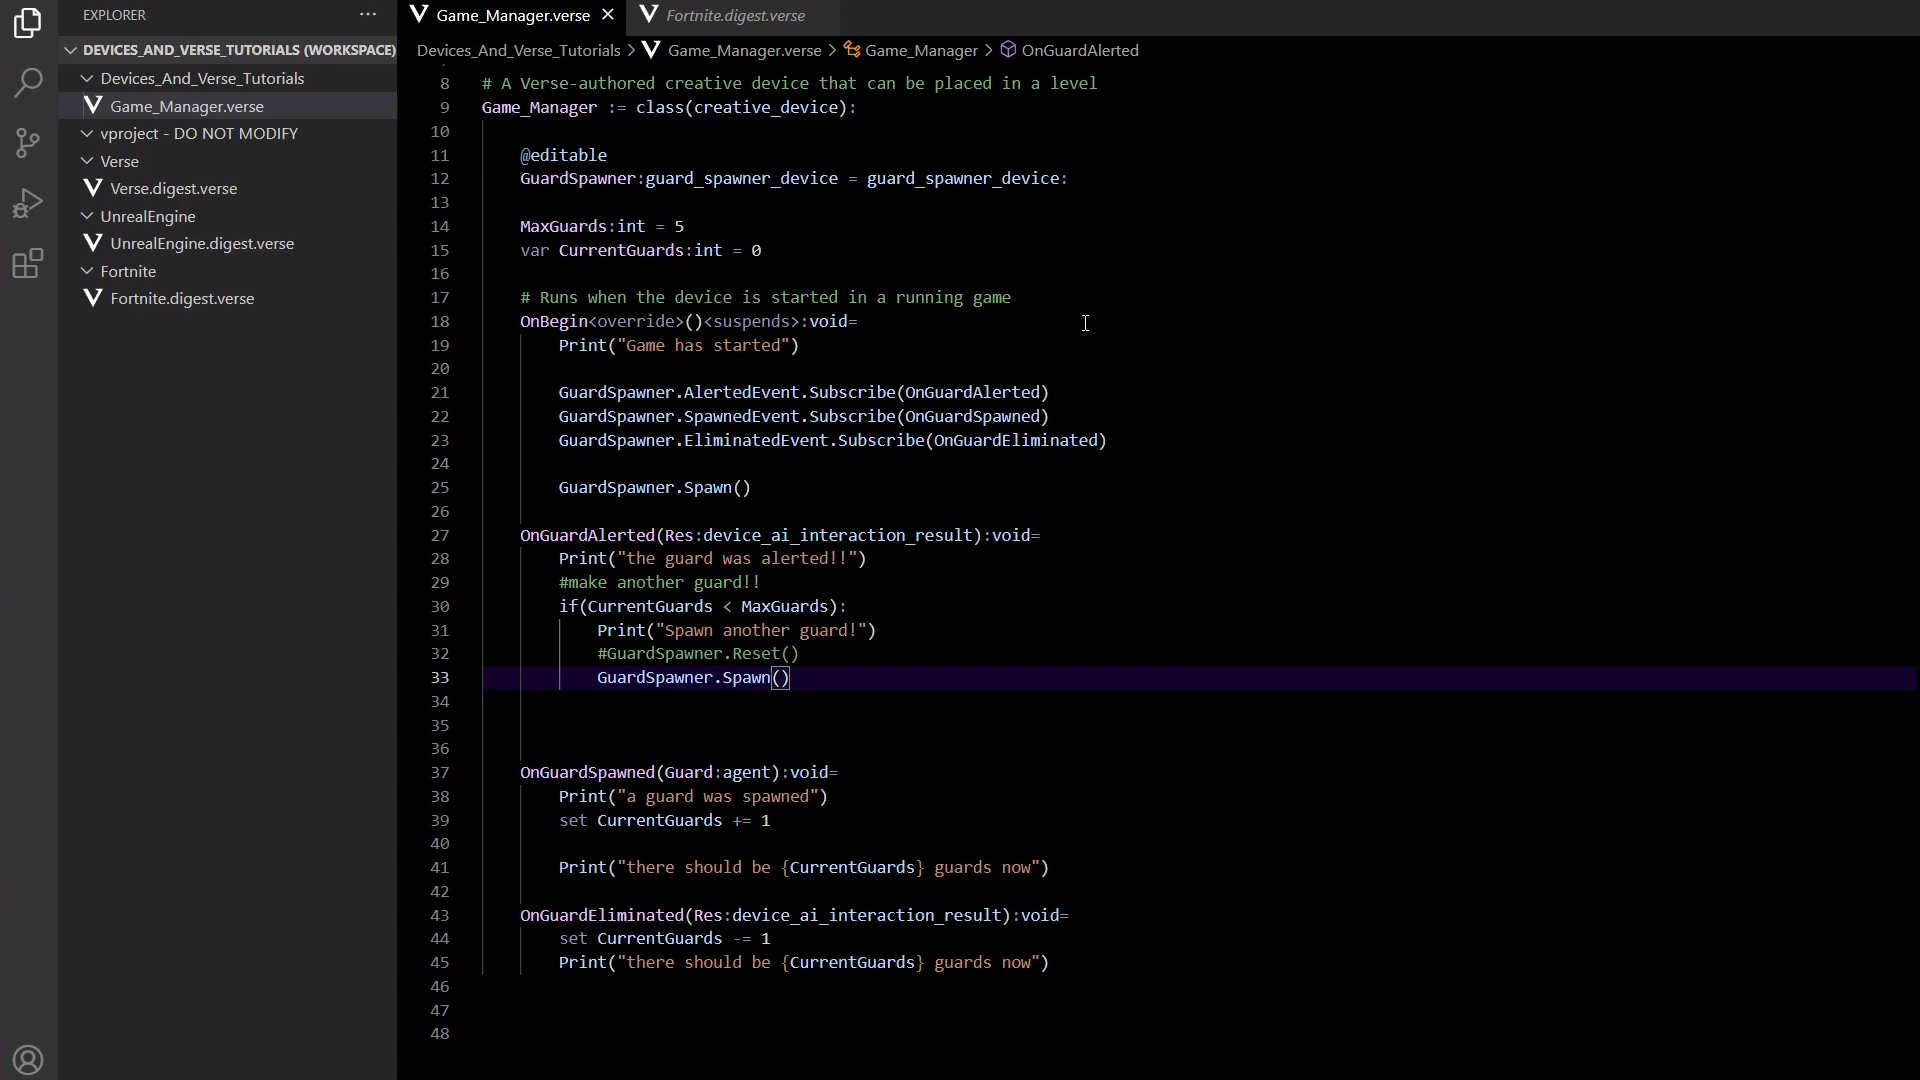 EXPLORER
DEVICES_AND_VERSE_TUTORIALS (WORKSPACE)
Devices_And_Verse_Tutorials
Game_Manager.verse
vproject - DO NOT MODIFY
Verse
Verse.digest.verse
UnrealEngine
UnrealEngine.digest.verse
Fortnite
Fortnite.digest.verse
Game_Manager.verse
Fortnite.digest.verse
Devices_And_Verse_Tutorials > Game_Manager.verse > Game_Manager > OnGuardAlerted
8 # A Verse-authored creative device that can be placed in a level
9 Game_Manager := class(creative_device):
10
11 @editable
12 GuardSpawner:guard_spawner_device = guard_spawner_device:
13
14 MaxGuards:int = 5
15 var CurrentGuards:int = 0
16
17 # Runs when the device is started in a running game
18 OnBegin<override>()<suspends>:void=
19 Print("Game has started")
20
21 GuardSpawner.AlertedEvent.Subscribe(OnGuardAlerted)
22 GuardSpawner.SpawnedEvent.Subscribe(OnGuardSpawned)
23 GuardSpawner.EliminatedEvent.Subscribe(OnGuardEliminated)
24
25 GuardSpawner.Spawn()
26
27 OnGuardAlerted(Res:device_ai_interaction_result):void=
28 Print("the guard was alerted!!")
29 #make another guard!!
30 if(CurrentGuards < MaxGuards):
31 Print("Spawn another guard!")
32 #GuardSpawner.Reset()
33 GuardSpawner.Spawn()
34
35
36
37 OnGuardSpawned(Guard:agent):void=
38 Print("a guard was spawned")
39 set CurrentGuards += 1
40
41 Print("there should be {CurrentGuards} guards now")
42
43 OnGuardEliminated(Res:device_ai_interaction_result):void=
44 set CurrentGuards -= 1
45 Print("there should be {CurrentGuards} guards now")
46
47
48